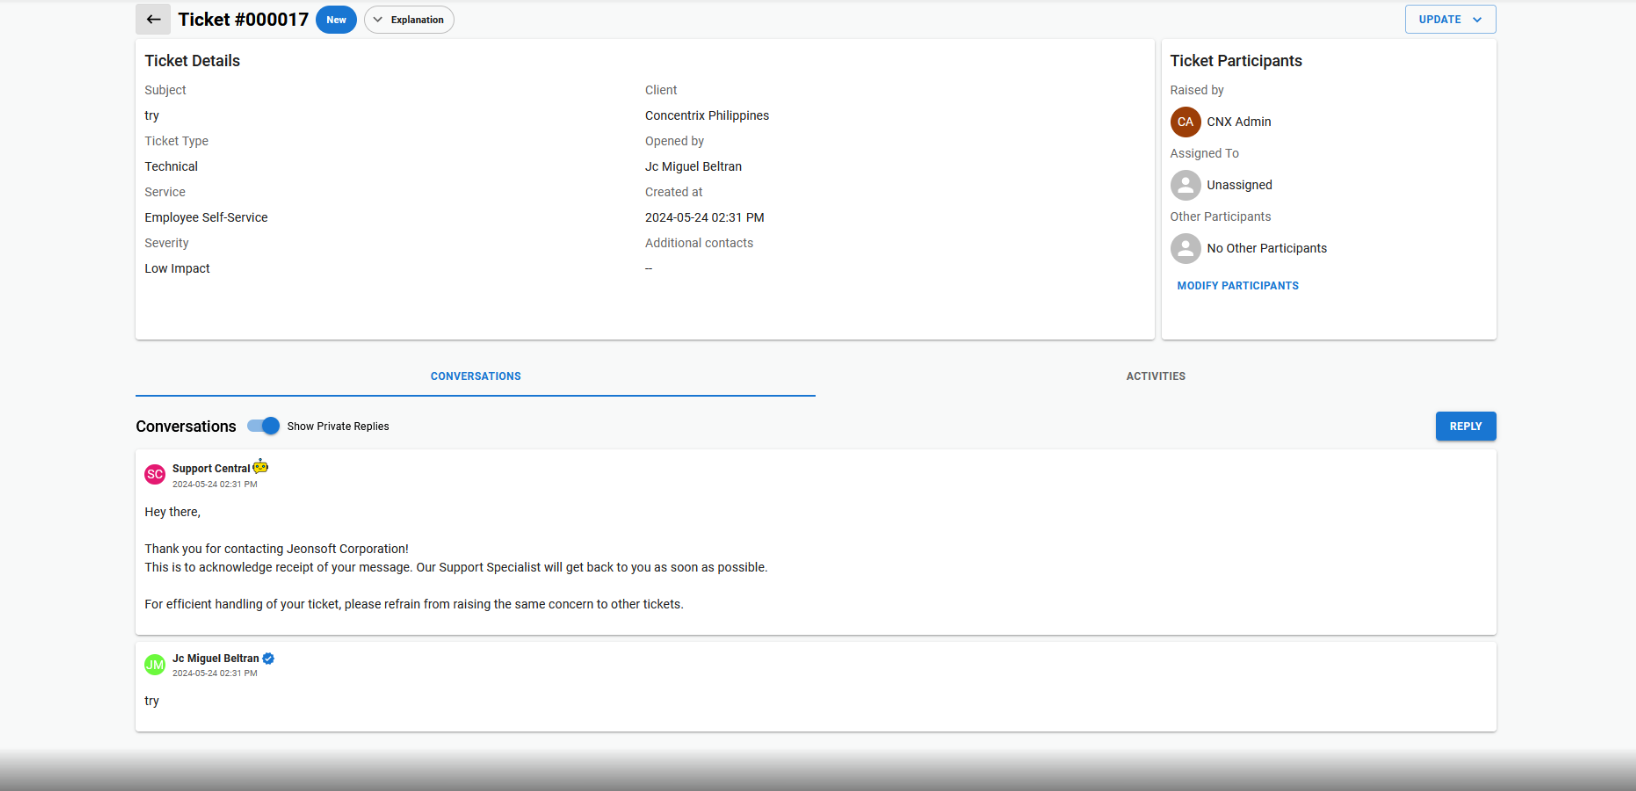 Ticket #000017 New Explanation UPDATE
Ticket Details
Subject Client
try Concentrix Philippines
Ticket Type Opened by
Technical Jc Miguel Beltran
Service Created at
Employee Self-Service 2024-05-24 02:31 PM
Severity Additional contacts
Low Impact --
Ticket Participants
Raised by
CA CNX Admin
Assigned To
Unassigned
Other Participants
No Other Participants
MODIFY PARTICIPANTS
CONVERSATIONS ACTIVITIES
Conversations Show Private Replies REPLY
SC Support Central
2024-05-24 02:31 PM
Hey there,
Thank you for contacting Jeonsoft Corporation!
This is to acknowledge receipt of your message. Our Support Specialist will get back to you as soon as possible.
For efficient handling of your ticket, please refrain from raising the same concern to other tickets.
JM Jc Miguel Beltran
2024-05-24 02:31 PM
try